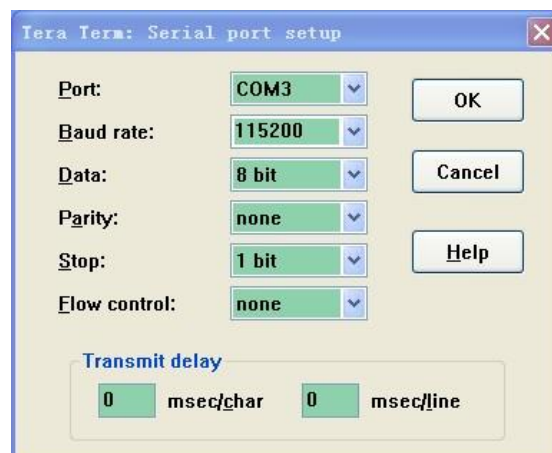 Tera Term: Serial port setup
Port: COM3
OK
Baud rate: 115200
Data: 8 bit
Cancel
Parity: none
Stop: 1 bit
Help
Flow control: none
Transmit delay
0 msec/char 0 msec/line